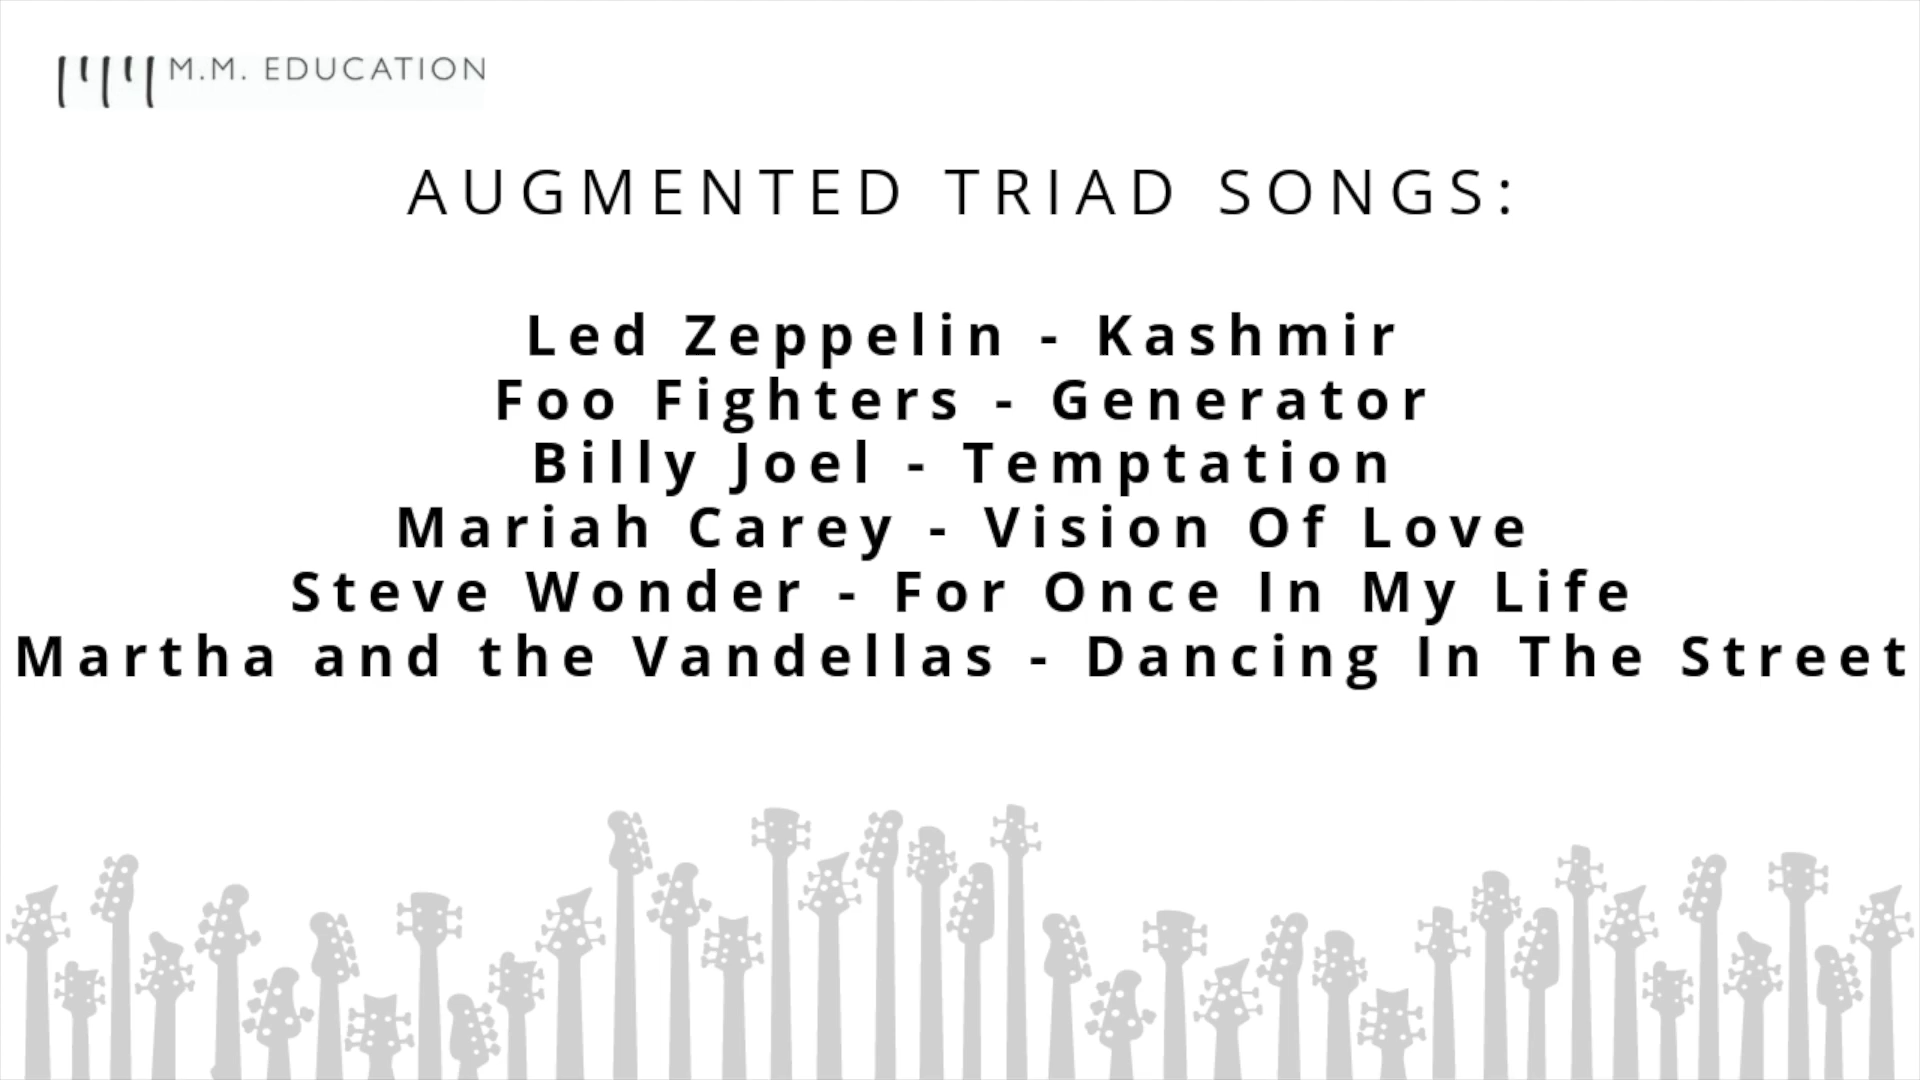 M.M. EDUCATION
AUGMENTED TRIAD SONGS:
Led Zeppelin - Kashmir
Foo Fighters - Generator
Billy Joel - Temptation
Mariah Carey - Vision Of Love
Steve Wonder - For Once In My Life
Martha and the Vandellas - Dancing In The Street